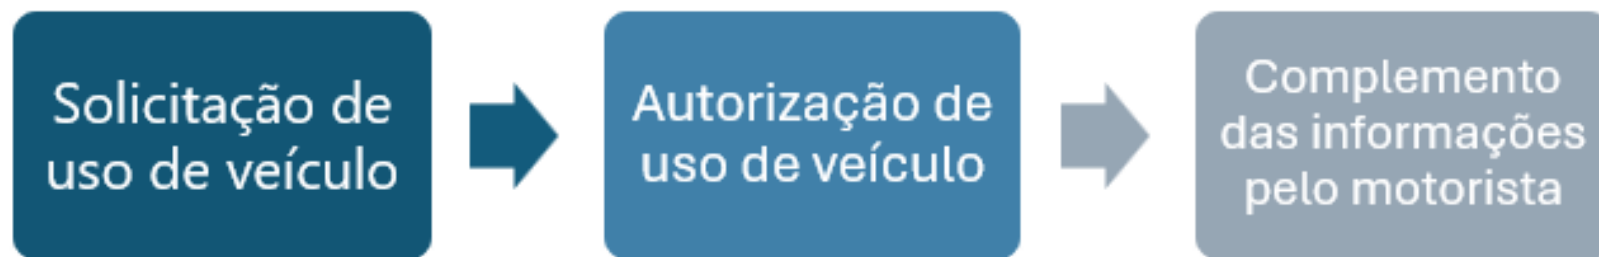 Solicitação de
uso de veículo
Autorização de
uso de veículo
Complemento
das informações
pelo motorista